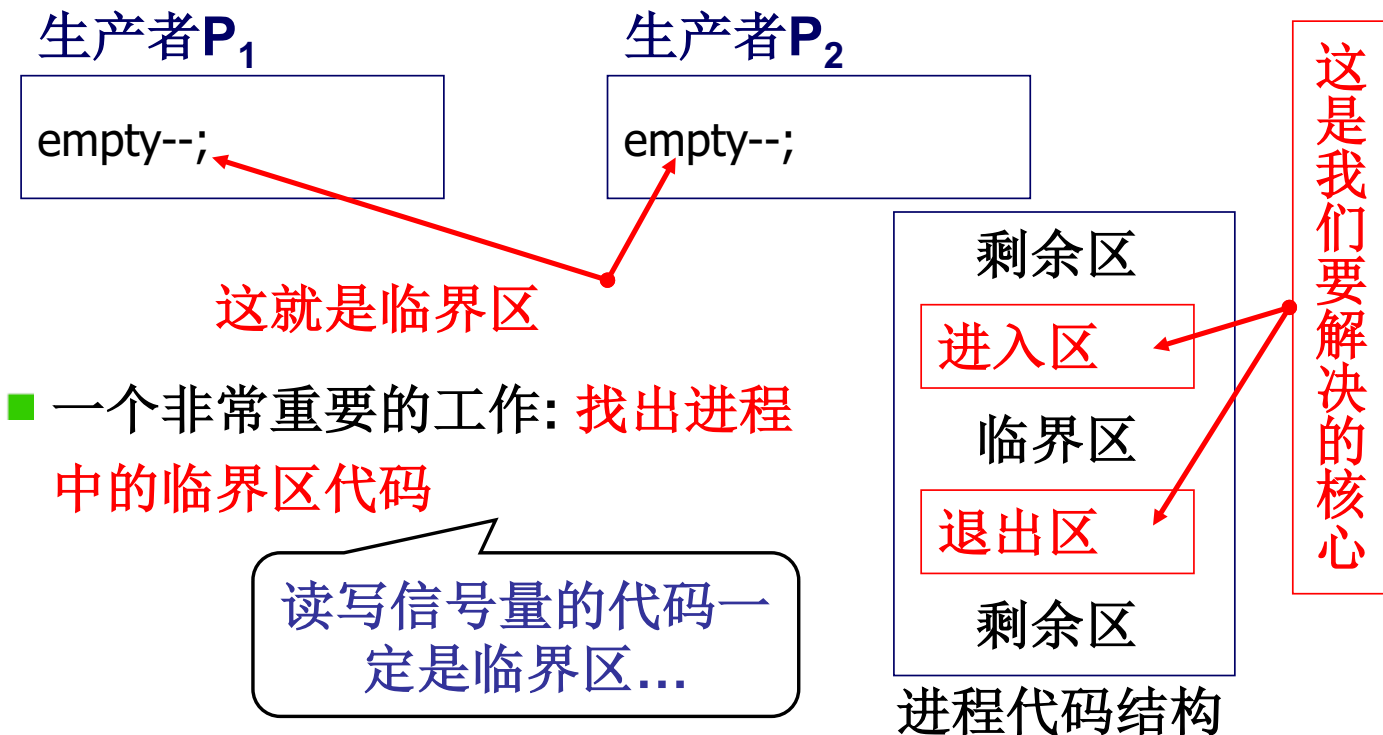 生产者P1
生产者P2
empty--;
empty--;
这就是临界区
一个非常重要的工作: 找出进程
中的临界区代码
读写信号量的代码一
定是临界区...
剩余区
进入区
临界区
退出区
剩余区
进程代码结构
这是我们要解决的核心